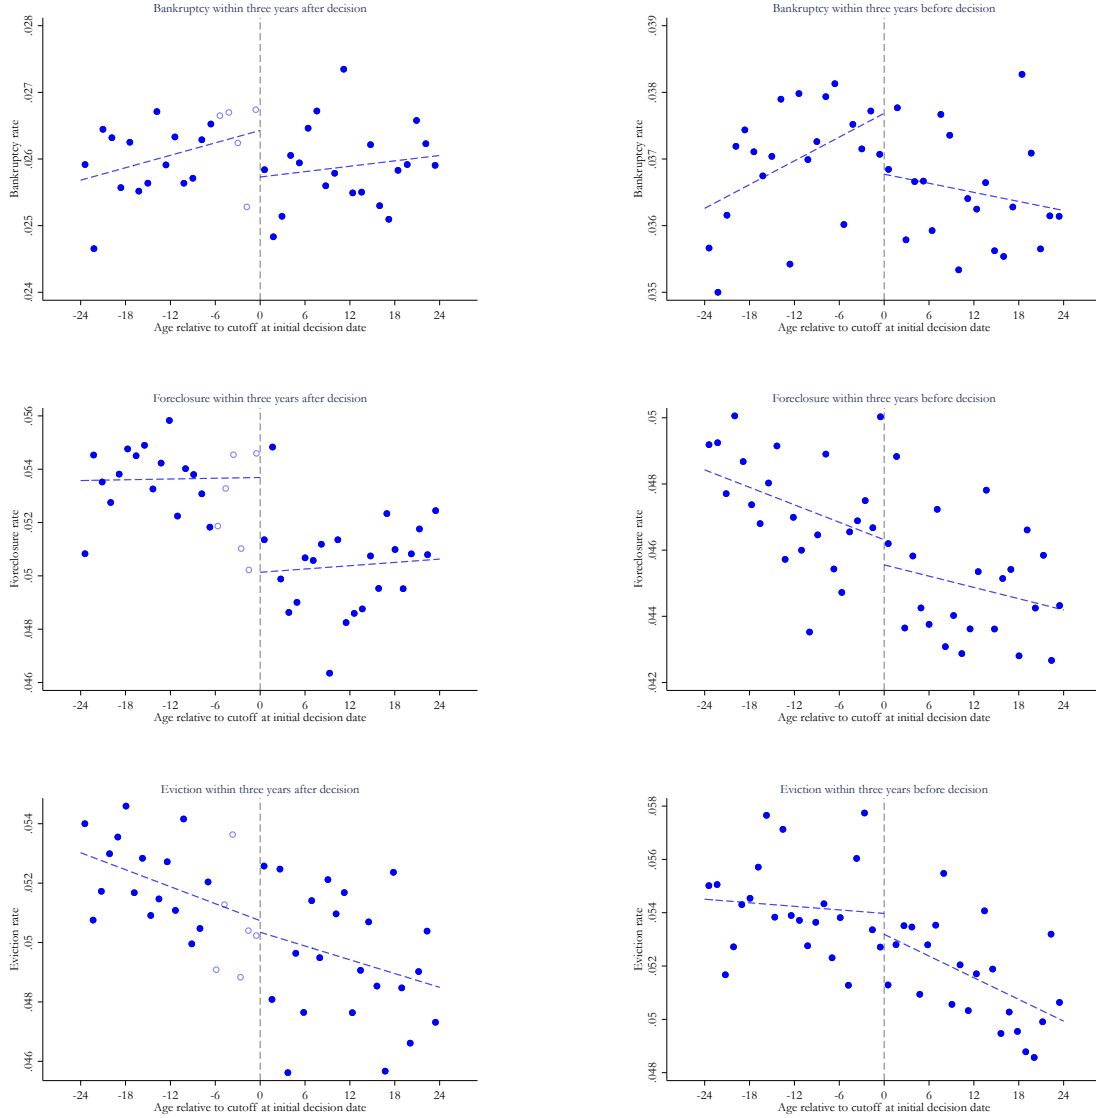 Bankruptcy within three years after decision
.028
.027
.026
.025
.024
Bankruptcy rate
-24 -18 -12 -6 0 6 12 18 24
Age relative to cutoff at initial decision date
Bankruptcy within three years before decision
.039
.038
.037
.036
.035
Bankruptcy rate
-24 -18 -12 -6 0 6 12 18 24
Age relative to cutoff at initial decision date
Foreclosure within three years after decision
.056
.054
.052
.05
.048
.046
Foreclosure rate
-24 -18 -12 -6 0 6 12 18 24
Age relative to cutoff at initial decision date
Foreclosure within three years before decision
.05
.048
.046
.044
.042
Foreclosure rate
-24 -18 -12 -6 0 6 12 18 24
Age relative to cutoff at initial decision date
Eviction within three years after decision
.054
.052
.05
.048
.046
Eviction rate
-24 -18 -12 -6 0 6 12 18 24
Age relative to cutoff at initial decision date
Eviction within three years before decision
.058
.056
.054
.052
.05
.048
Eviction rate
-24 -18 -12 -6 0 6 12 18 24
Age relative to cutoff at initial decision date